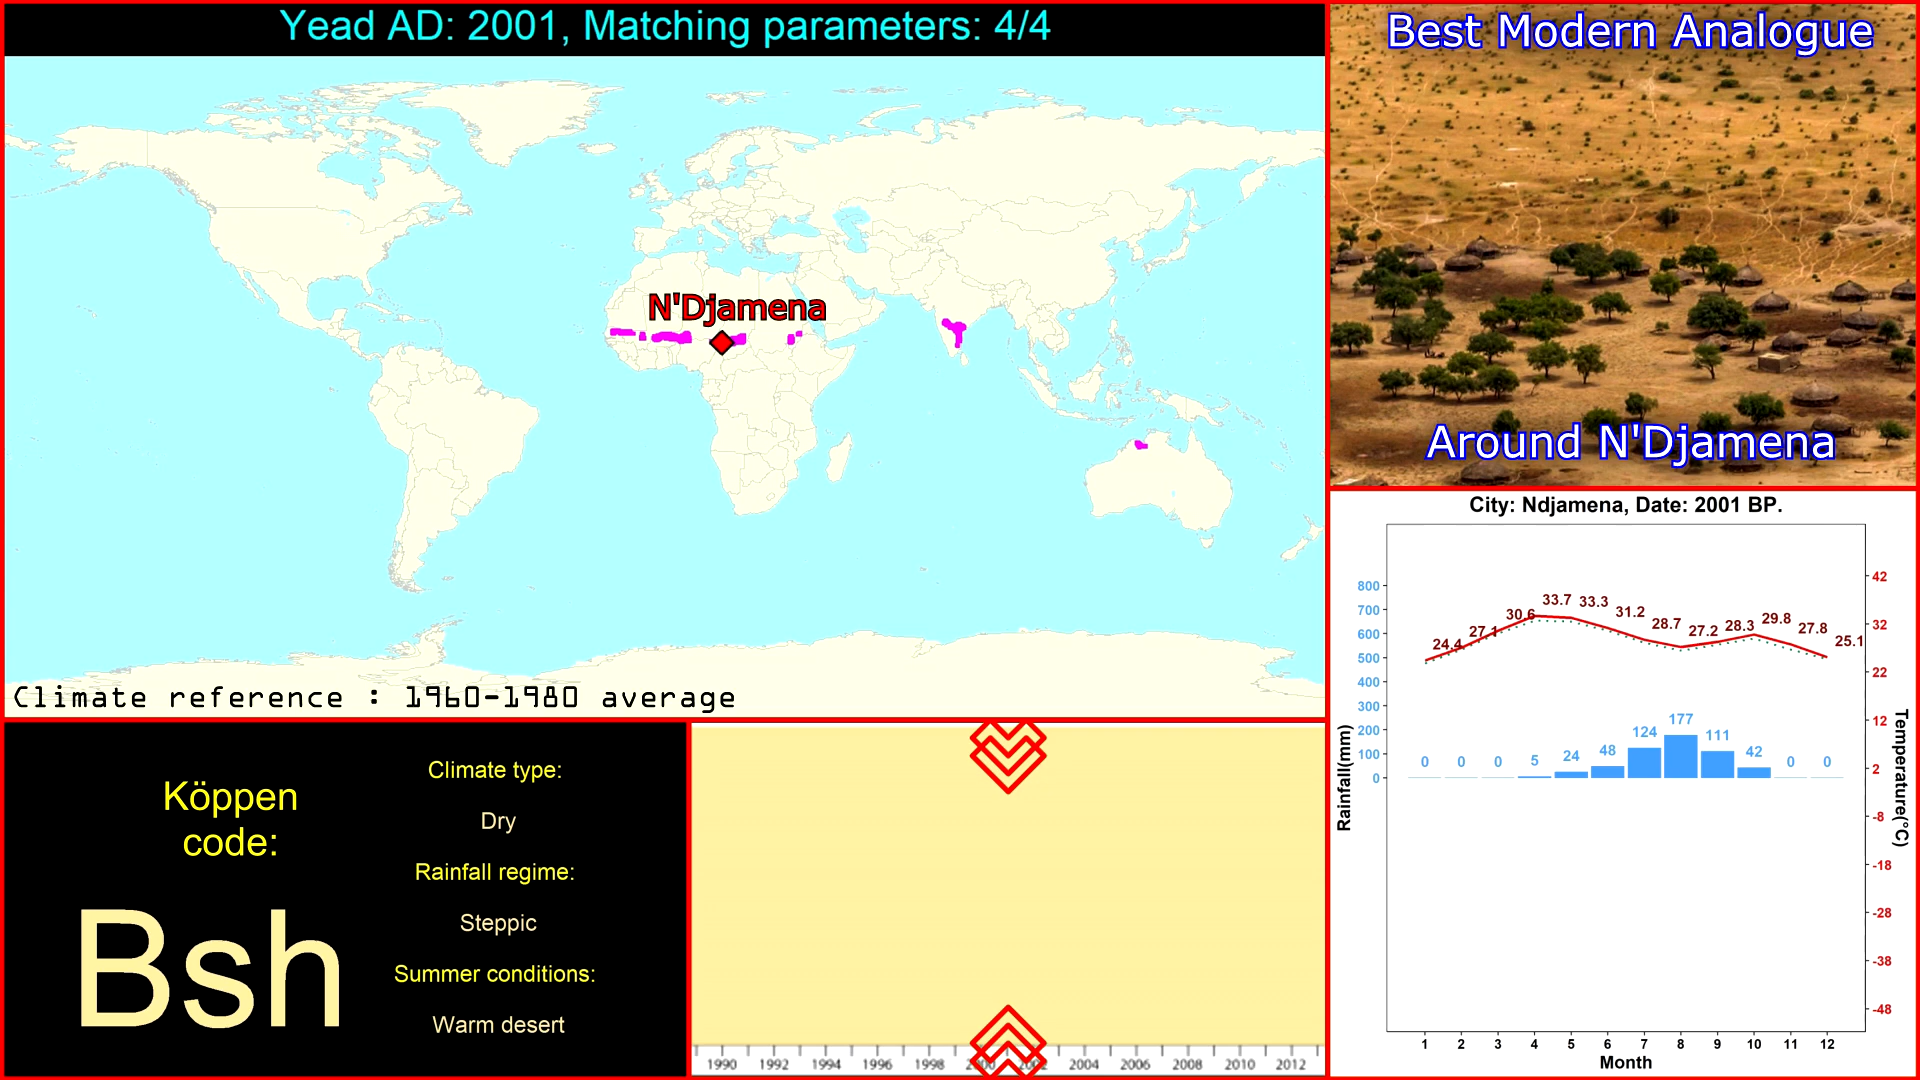 Yead AD: 2001, Matching parameters: 4/4
N'Djamena
Climate reference : 1960-1980 average
Best Modern Analogue
Around N'Djamena
City: Ndjamena, Date: 2001 BP.
800
700
600
500
400
300
200
100
0
Rainfall(mm)
24.4 27.1 30.6 33.7 33.3 31.2 28.7 27.2 28.3 29.8 27.8 25.1
0 0 0 5 24 48 124 177 111 42 0 0
42
32
22
12
2
-8
-18
-28
-38
-48
Temperature(°C)
1 2 3 4 5 6 7 8 9 10 11 12
Month
Köppen
code:
Bsh
Climate type:
Dry
Rainfall regime:
Steppic
Summer conditions:
Warm desert
1990 1992 1994 1996 1998 2000 2002 2004 2006 2008 2010 2012